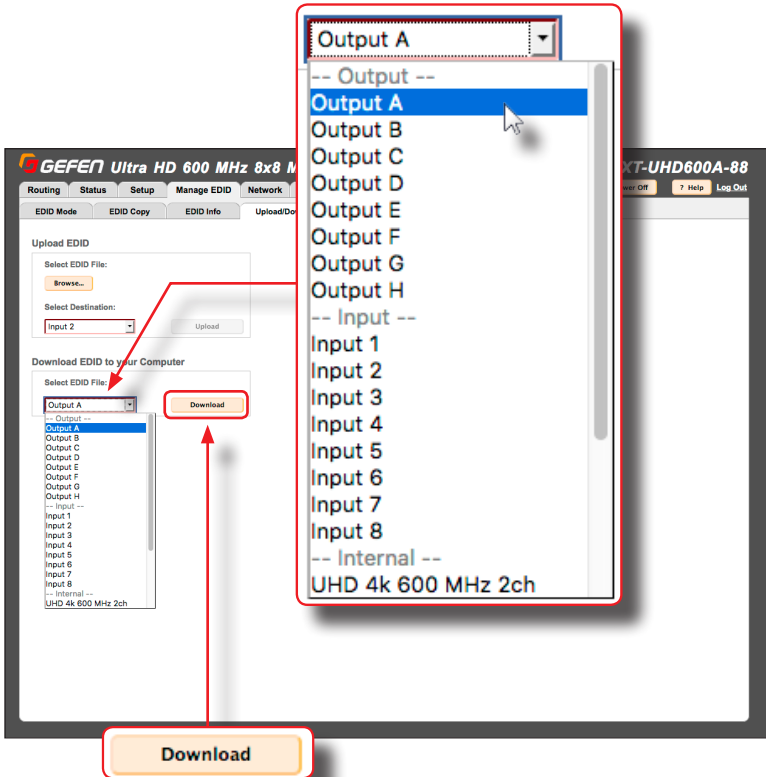 Output A
-- Output --
Output A
Output B
Output C
Output D
Output E
Output F
Output G
Output H
-- Input --
Input 1
Input 2
Input 3
Input 4
Input 5
Input 6
Input 7
Input 8
-- Internal --
UHD 4k 600 MHz 2ch
GEFEN Ultra HD 600 MHz 8x8 M
XT-UHD600A-88
Routing Status Setup Manage EDID Network
wer Off ? Help Log Out
EDID Mode EDID Copy EDID Info Upload/Dow
Upload EDID
Select EDID File:
Browse...
Select Destination:
Input 2 Upload
Download EDID to your Computer
Select EDID File:
Output A Download
-- Output --
Output A
Output B
Output C
Output D
Output E
Output F
Output G
Output H
-- Input --
Input 1
Input 2
Input 3
Input 4
Input 5
Input 6
Input 7
Input 8
-- Internal --
UHD 4k 600 MHz 2ch
Download